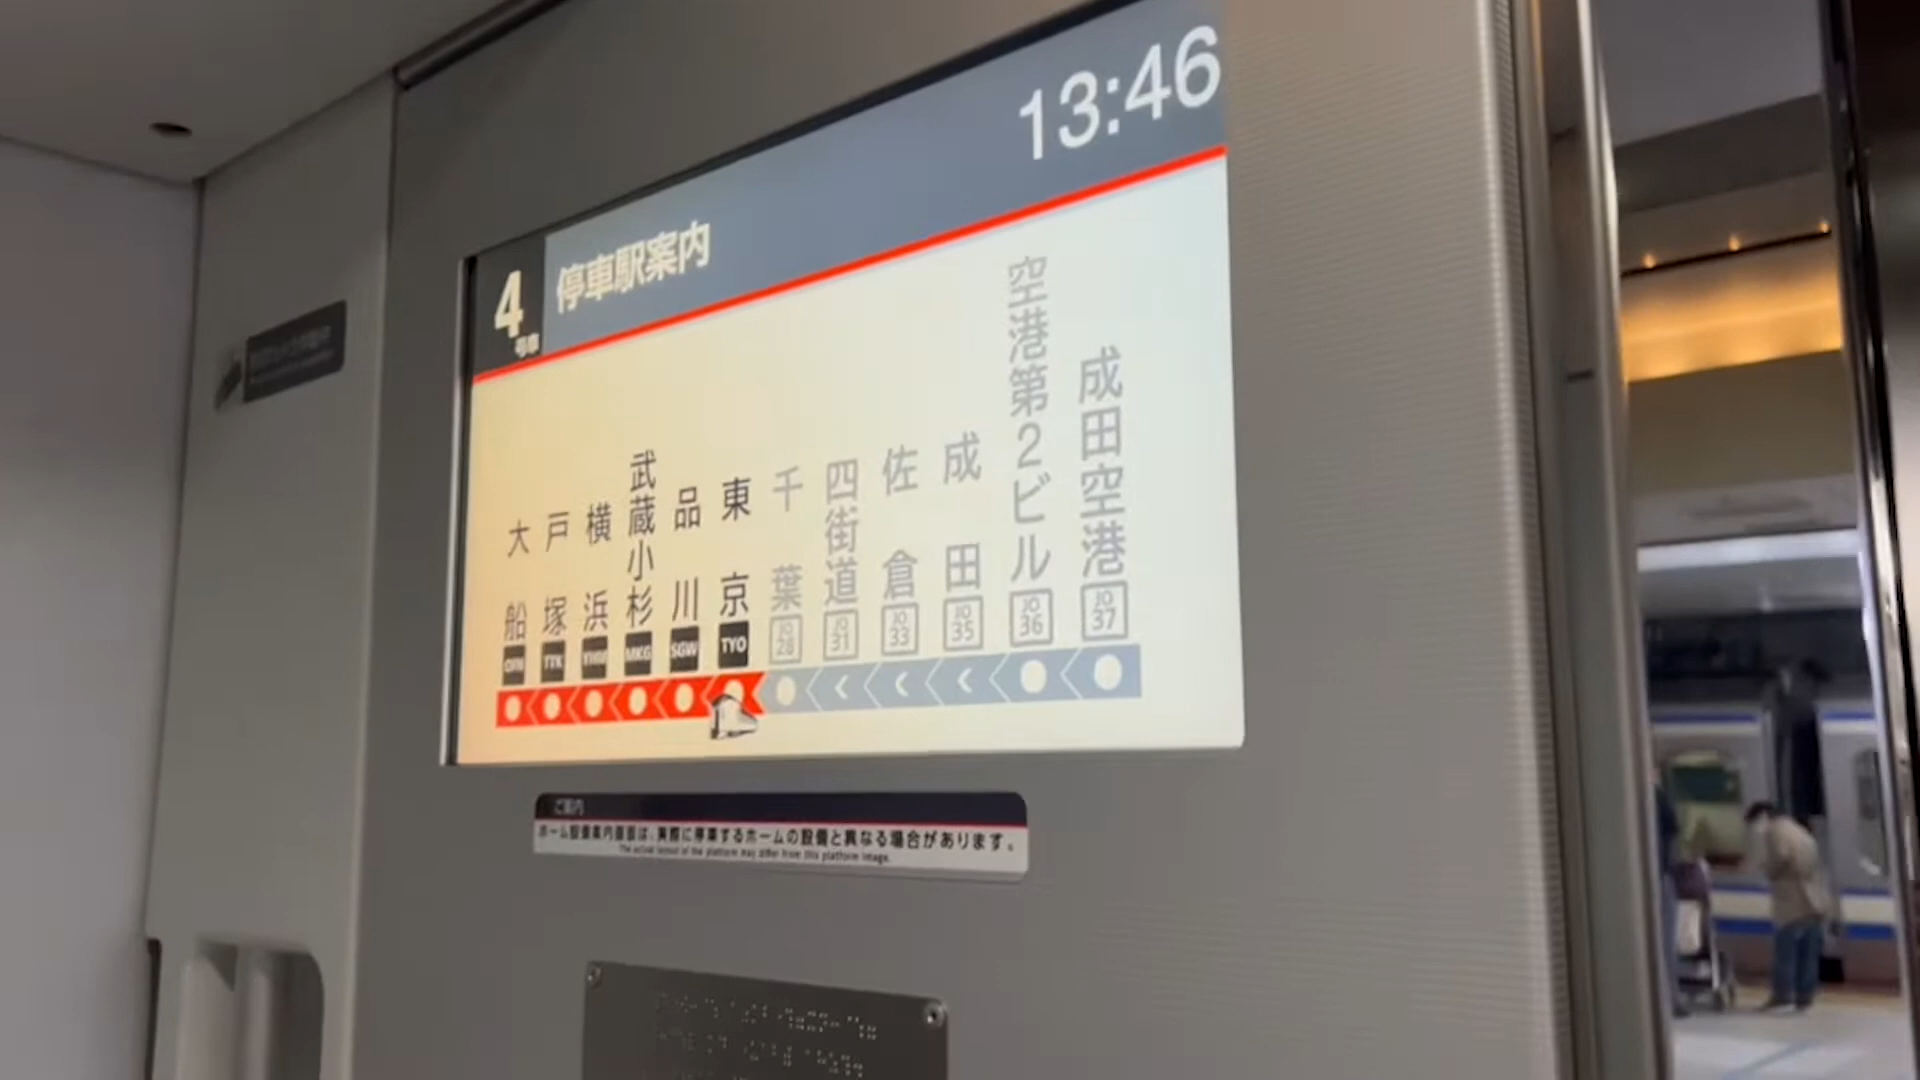 13:46
4号車
停車駅案内
大船
戸塚
横浜
武蔵小杉
品川
東京
千葉
四街道
佐倉
成田
空港第2ビル
成田空港
OFN TTK YHM MKG SGW TYO JO 28 JO 31 JO 33 JO 35 JO 36 JO 37
ご案内
ホーム設備案内画面は、実際に停車するホームの設備と異なる場合があります。
The actual layout of the platform may differ from this platform image.